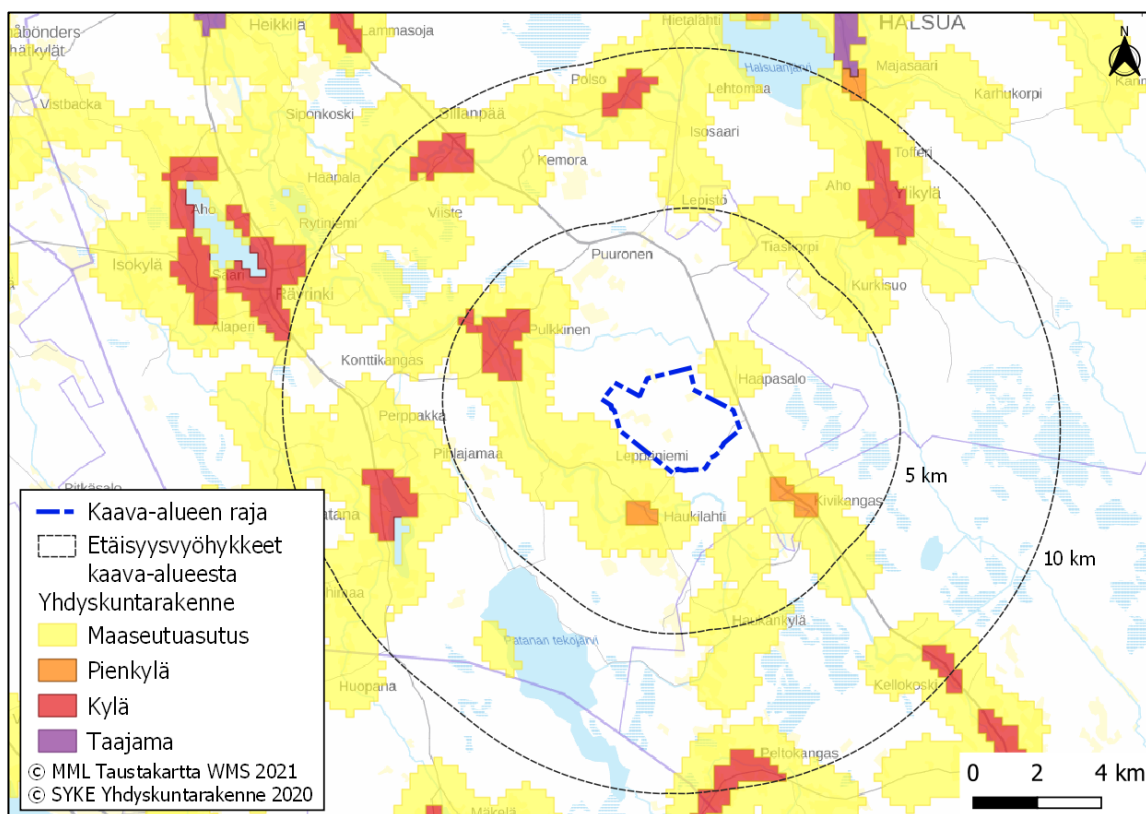 Heikkilä
Lammasoja
Hietalahti
HALSUA
N
Vistbacka
Siponkoski
Sillanpää
Polso
Halsuanjärvi
Lehtomaa
Majasaari
Karhukorpi
Isosaari
Kemora
Haapala
Tofferi
Aho
Ylikylä
Aho
Rytiniemi
Viiste
Lepistö
Tiaskorpi
Puuronen
Isokylä
Saari
Räyrinki
Kurkisuo
Alaperi
Pulkkinen
Konttikangas
Haapasalo
Perppakka
Pihlajamaa
Leppäniemi
5 km
Pitkäsalo
Kivikangas
Haukilahti
10 km
Haukankylä
Patanan tekojärvi
Kellokoski
Huopana
Peltokangas
Mäkelä
Kaava-alueen raja
Etäisyysvyöhykkeet
kaava-alueesta
Yhdyskuntarakenne
Maaseutuasutus
Pienkylä
Kylä
Taajama
© MML Taustakartta WMS 2021
© SYKE Yhdyskuntarakenne 2020
0 2 4 km